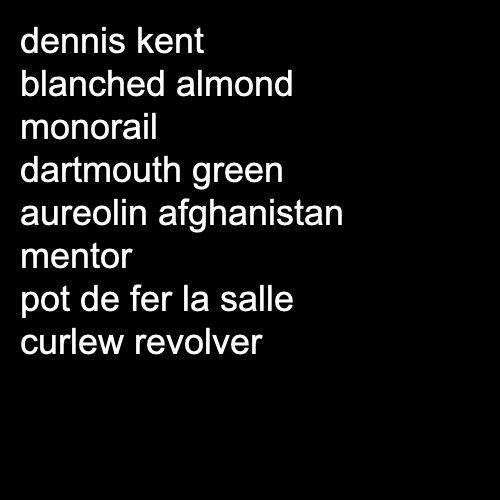 dennis kent
blanched almond
monorail
dartmouth green
aureolin afghanistan
mentor
pot de fer la salle
curlew revolver